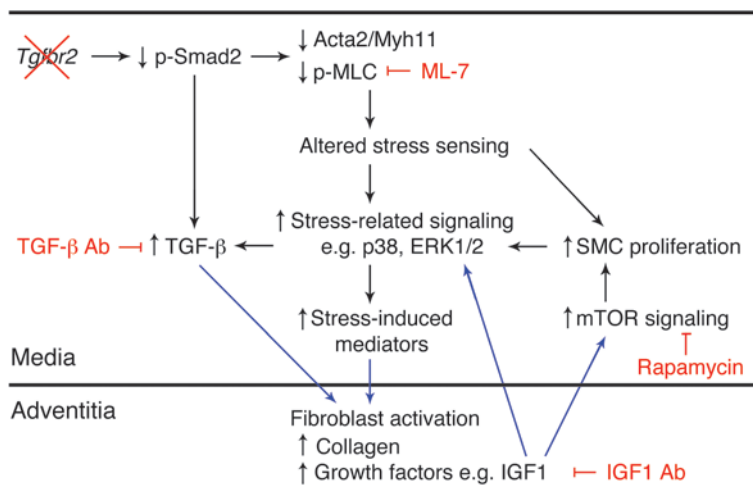 ↓ Acta2/Myh11
Tgfbr2 ↓ p-Smad2
↓ p-MLC ML-7
Altered stress sensing
↑ Stress-related signaling
e.g. p38, ERK1/2
TGF-β Ab ↑ TGF-β ↑ SMC proliferation
↑ Stress-induced
mediators
↑ mTOR signaling
Rapamycin
Media
Adventitia
Fibroblast activation
↑ Collagen
↑ Growth factors e.g. IGF1 IGF1 Ab